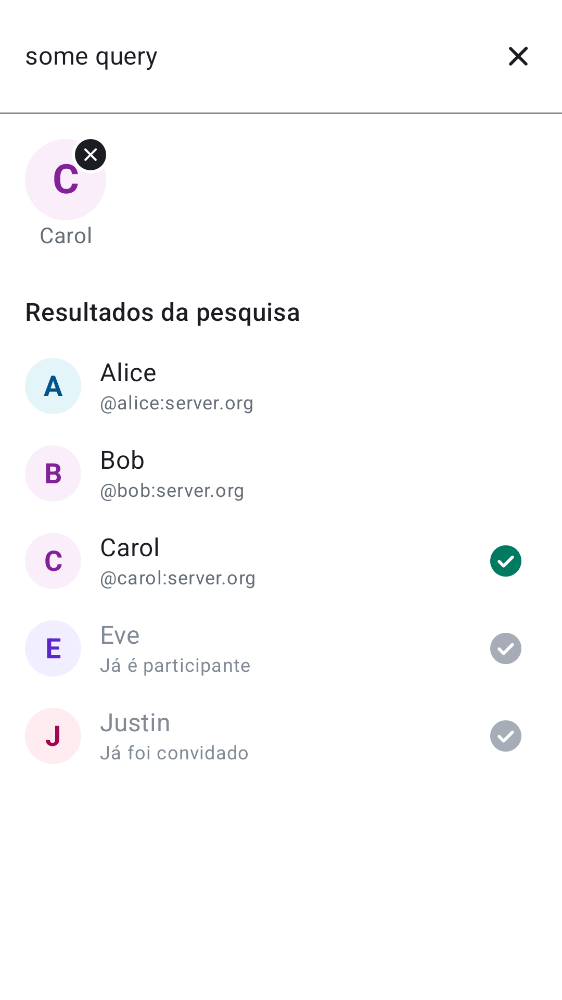 some query
C
Carol
Resultados da pesquisa
A
Alice
@alice:server.org
B
Bob
@bob:server.org
C
Carol
@carol:server.org
E
Eve
Já é participante
J
Justin
Já foi convidado